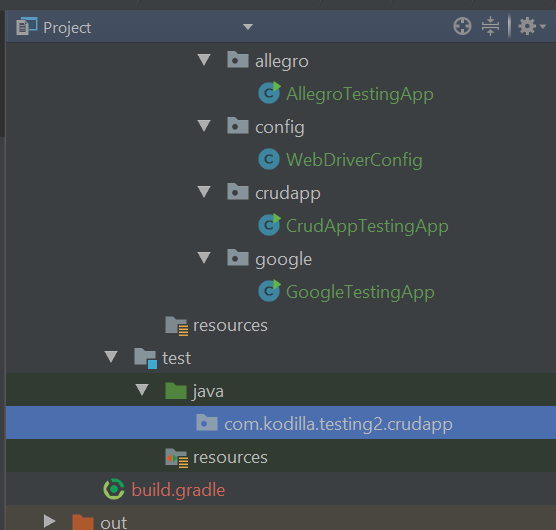 Project
allegro
AllegroTestingApp
config
WebDriverConfig
crudapp
CrudAppTestingApp
google
GoogleTestingApp
resources
test
java
com.kodilla.testing2.crudapp
resources
build.gradle
out